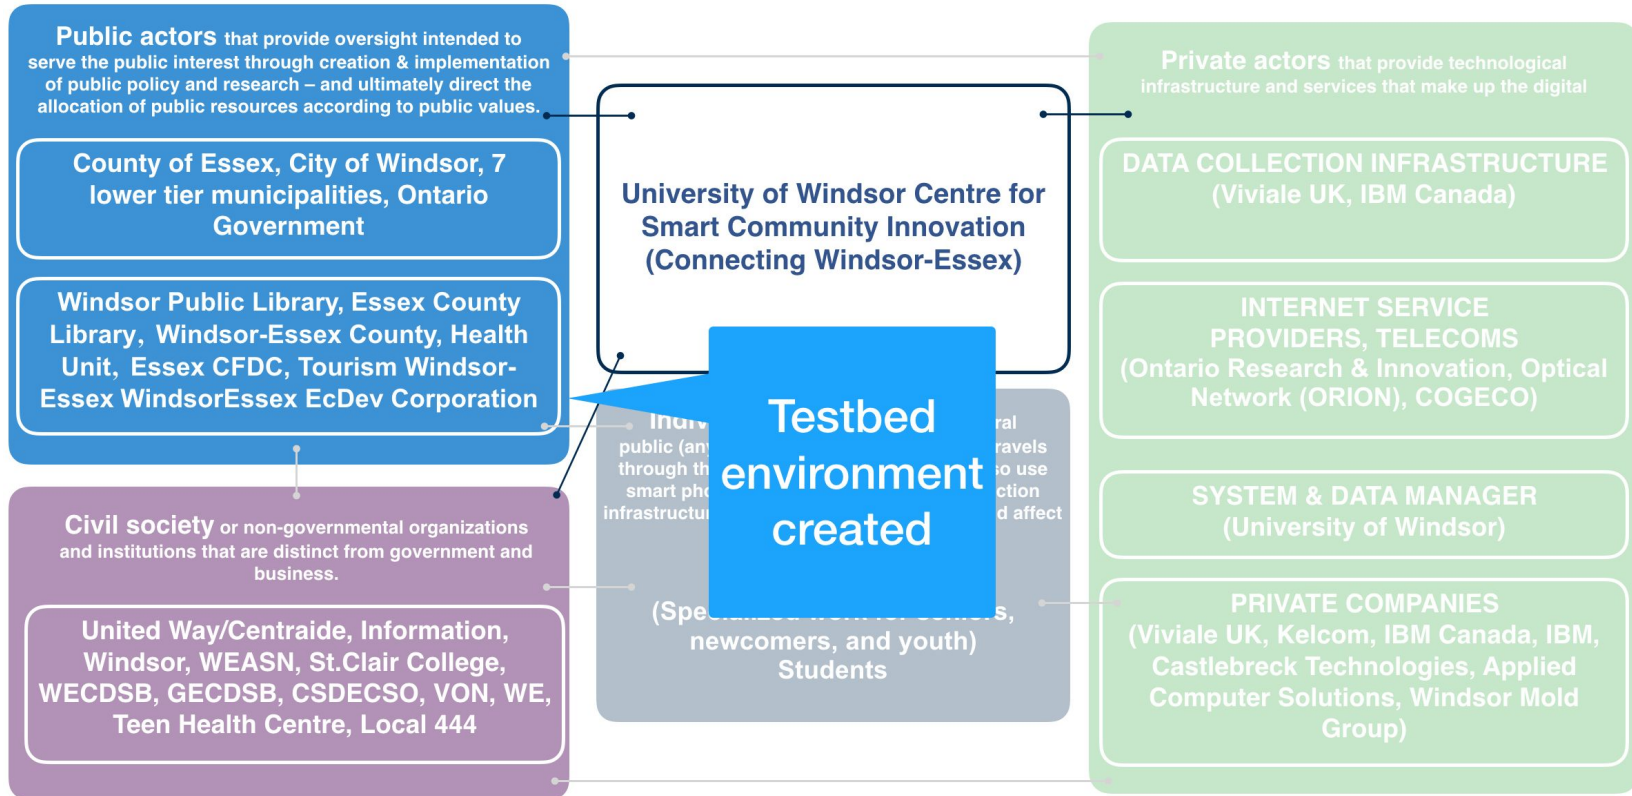 Public actors that provide oversight intended to
serve the public interest through creation & implementation
of public policy and research – and ultimately direct the
allocation of public resources according to public values.
County of Essex, City of Windsor, 7
lower tier municipalities, Ontario
Government
Windsor Public Library, Essex County
Library, Windsor-Essex County, Health
Unit, Essex CFDC, Tourism Windsor-
Essex WindsorEssex EcDev Corporation
Civil society or non-governmental organizations
and institutions that are distinct from government and
business.
United Way/Centraide, Information,
Windsor, WEASN, St.Clair College,
WECDSB, GECDSB, CSDECSO, VON, WE,
Teen Health Centre, Local 444
University of Windsor Centre for
Smart Community Innovation
(Connecting Windsor-Essex)
Testbed
environment
created
public
through
smart
use
affect
newcomers, and youth)
Students
Private actors that provide technological
infrastructure and services that make up the digital
DATA COLLECTION INFRASTRUCTURE
(Viviale UK, IBM Canada)
INTERNET SERVICE
PROVIDERS, TELECOMS
(Ontario Research & Innovation, Optical
Network (ORION), COGECO)
SYSTEM & DATA MANAGER
(University of Windsor)
PRIVATE COMPANIES
(Viviale UK, Kelcom, IBM Canada, IBM,
Castlebreck Technologies, Applied
Computer Solutions, Windsor Mold
Group)